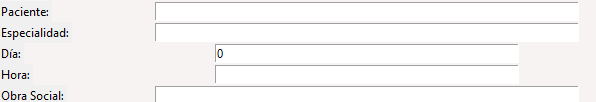 Paciente:
Especialidad:
Día: 0
Hora:
Obra Social: